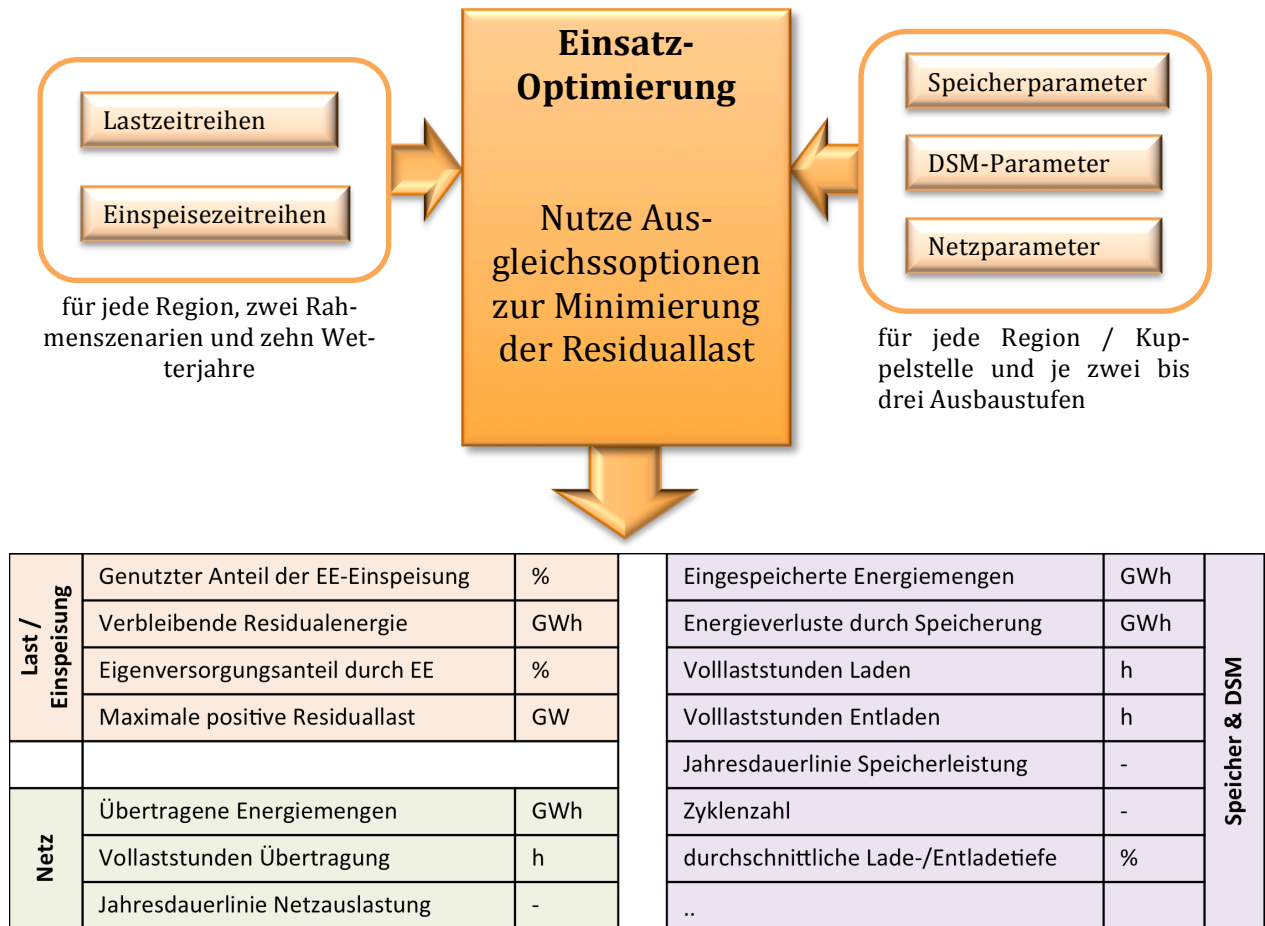 Einsatz-
Optimierung
Nutze Aus-
gleichssoptionen
zur Minimierung
der Residuallast
Lastzeitreihen
Einspeisezeitreihen
für jede Region, zwei Rah-
menszenarien und zehn Wet-
terjahre
Speicherparameter
DSM-Parameter
Netzparameter
für jede Region / Kup-
pelstelle und je zwei bis
drei Ausbaustufen
Last /
Einspeisung
Genutzter Anteil der EE-Einspeisung %
Verbleibende Residualenergie GWh
Eigenversorgungsanteil durch EE %
Maximale positive Residuallast GW
Netz
Übertragene Energiemengen GWh
Vollaststunden Übertragung h
Jahresdauerlinie Netzauslastung -
Eingespeicherte Energiemengen GWh
Energieverluste durch Speicherung GWh
Volllaststunden Laden h
Volllaststunden Entladen h
Jahresdauerlinie Speicherleistung -
Zyklenzahl -
durchschnittliche Lade-/Entladetiefe %
..
Speicher & DSM